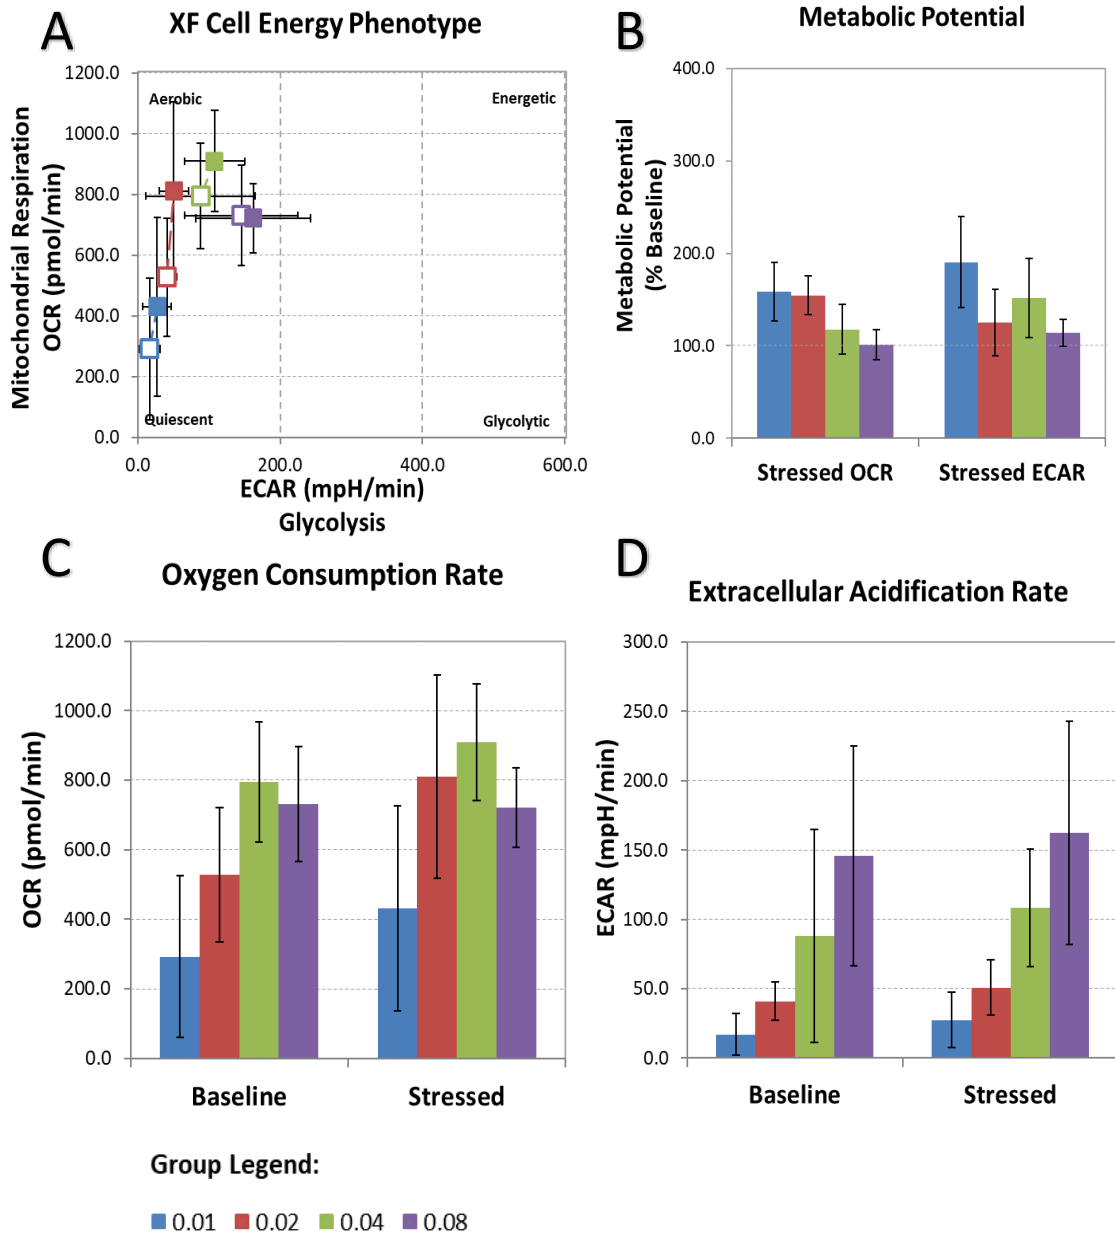 A
XF Cell Energy Phenotype
Mitochondrial Respiration
OCR (pmol/min)
1200.0
1000.0
800.0
600.0
400.0
200.0
0.0
Aerobic
Energetic
Quiescent
Glycolytic
0.0
200.0
400.0
600.0
ECAR (mpH/min)
Glycolysis
B
Metabolic Potential
Metabolic Potential
(% Baseline)
400.0
300.0
200.0
100.0
0.0
Stressed OCR
Stressed ECAR
C
Oxygen Consumption Rate
OCR (pmol/min)
1200.0
1000.0
800.0
600.0
400.0
200.0
0.0
Baseline
Stressed
D
Extracellular Acidification Rate
ECAR (mpH/min)
300.0
250.0
200.0
150.0
100.0
50.0
0.0
Baseline
Stressed
Group Legend:
0.01 0.02 0.04 0.08